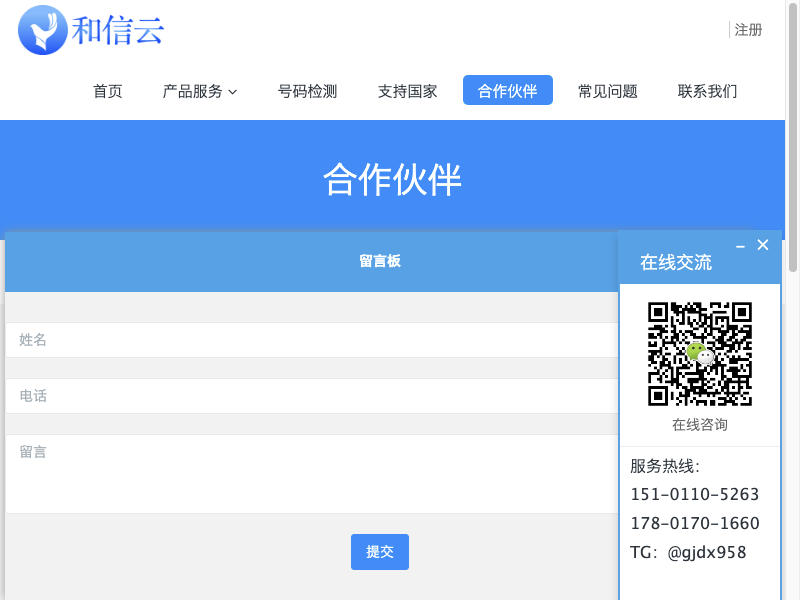 和信云
注册
首页 产品服务 号码检测 支持国家 合作伙伴 常见问题 联系我们
合作伙伴
留言板
姓名
电话
留言
提交
在线交流
在线咨询
服务热线：
151-0110-5263
178-0170-1660
TG：@gjdx958